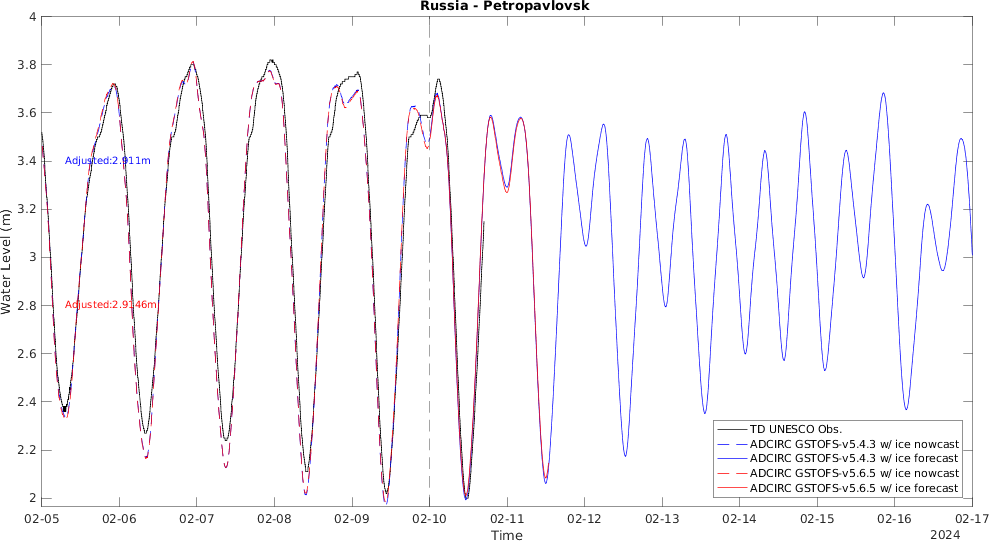 Russia - Petropavlovsk
4
3.8
3.6
3.4
3.2
3
2.8
2.6
2.4
2.2
2
Water Level (m)
Adjusted:2.911m
Adjusted:2.9146m
TD UNESCO Obs.
ADCIRC GSTOFS-v5.4.3 w/ ice nowcast
ADCIRC GSTOFS-v5.4.3 w/ ice forecast
ADCIRC GSTOFS-v5.6.5 w/ ice nowcast
ADCIRC GSTOFS-v5.6.5 w/ ice forecast
02-05 02-06 02-07 02-08 02-09 02-10 02-11 02-12 02-13 02-14 02-15 02-16 02-17
Time
2024